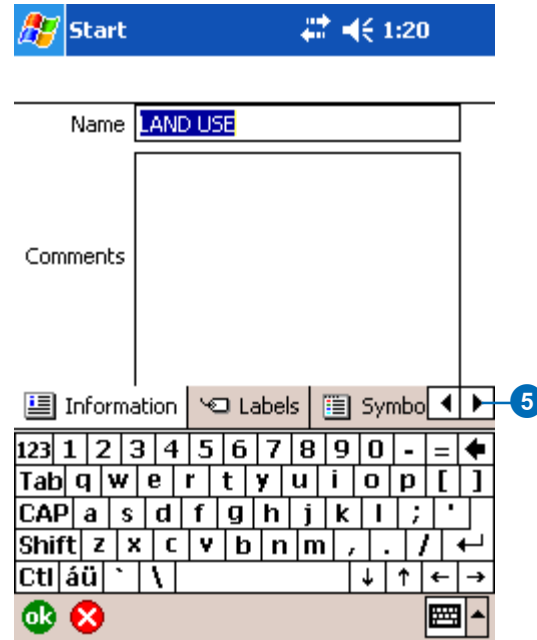 Start 1:20
Name LAND USE
Comments
Information Labels Symbo
5
123 1 2 3 4 5 6 7 8 9 0 - =
Tab q w e r t y u i o p [ ]
CAP a s d f g h j k l ; '
Shift z x c v b n m , . /
Ctl áü ` \
ok